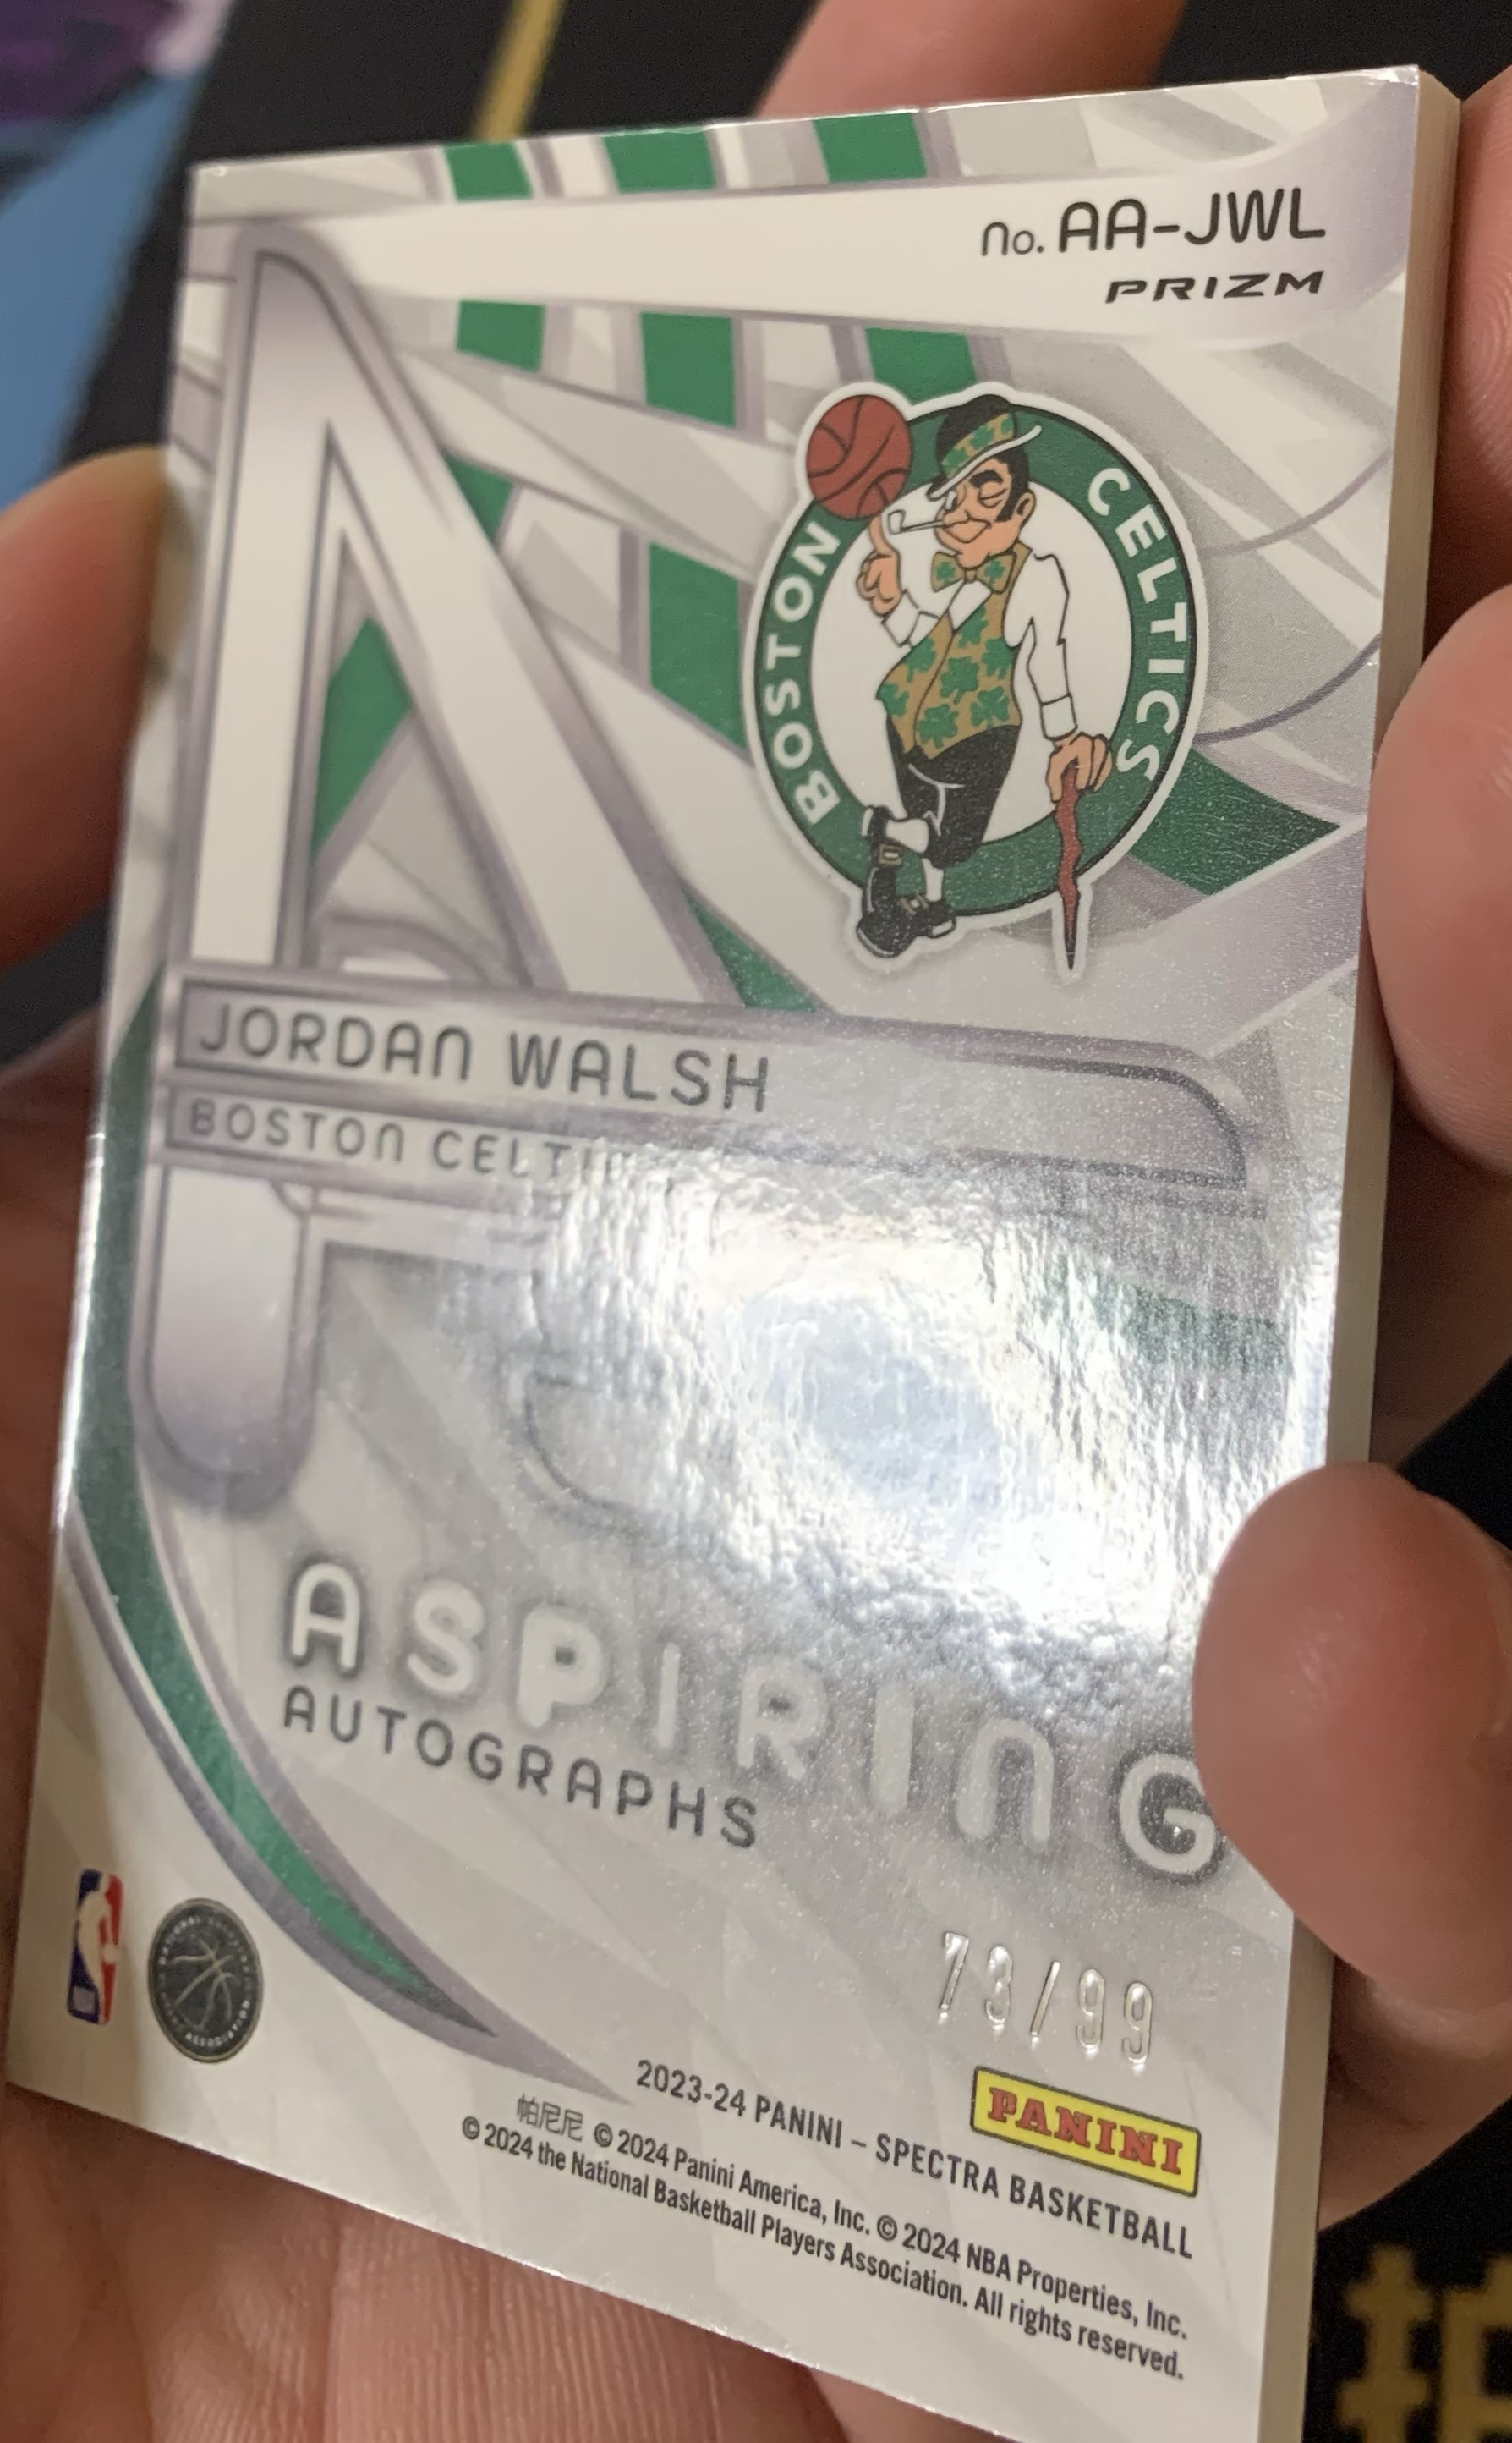 No. AA-JWL
PRIZM
BOSTON CELTICS
JORDAN WALSH
BOSTON
ASPIRING
AUTOGRAPHS
73/99
PANINI
2023-24 PANINI – SPECTRA BASKETBALL
帕尼尼 © 2024 Panini America, Inc. © 2024 NBA Properties, Inc.
© 2024 the National Basketball Players Association. All rights reserved.